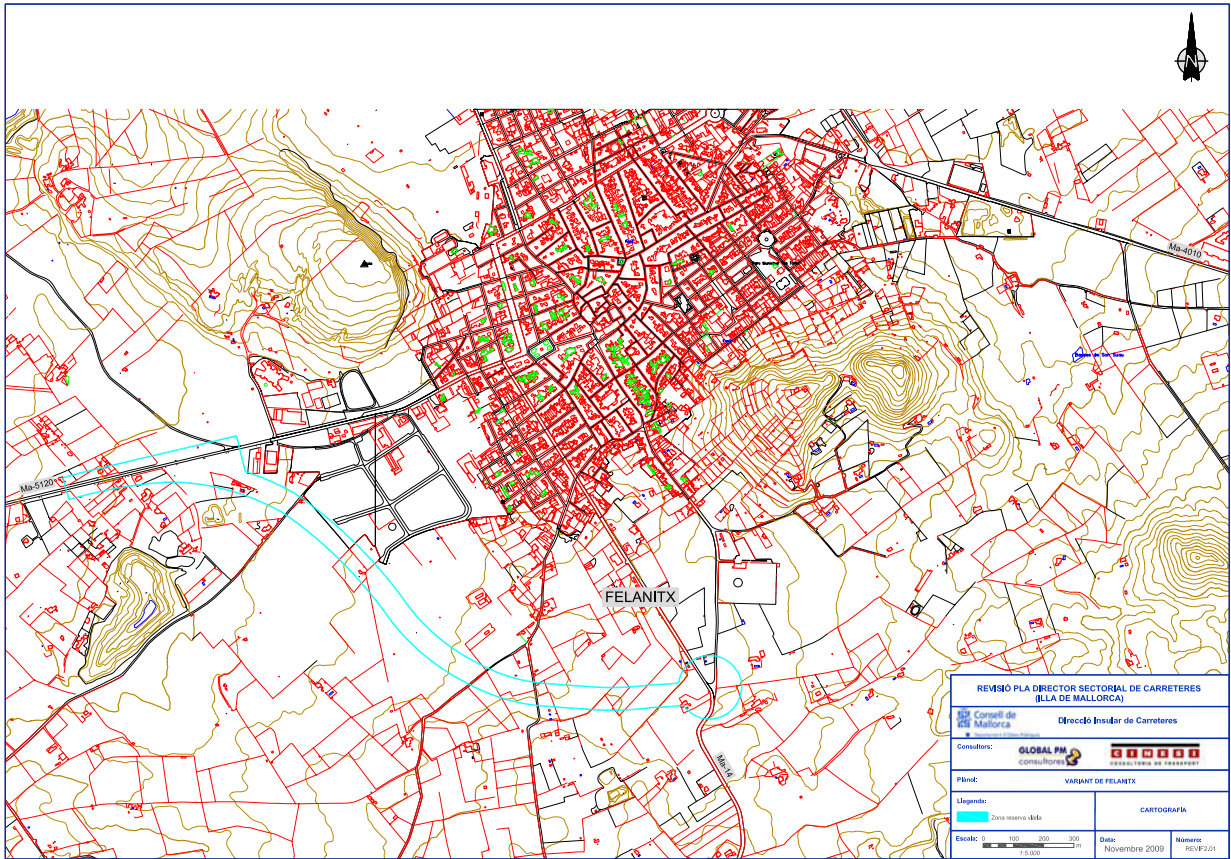 N
Ma-4010
Ma-5120
FELANITX
Ma-14
REVISIÓ PLA DIRECTOR SECTORIAL DE CARRETERES
(ILLA DE MALLORCA)
Consell de
Mallorca
Direcció Insular de Carreteres
Consultors:
GLOBAL PM
consultores
GIMESI
CONSULTORIA DE TRANSPORT
Plànol:
VARIANT DE FELANITX
Llegenda:
Zona reserva viària
CARTOGRAFIA
Escala:
0 100 200 300
m
1:5.000
Data:
Novembre 2009
Número:
REVIF2.01